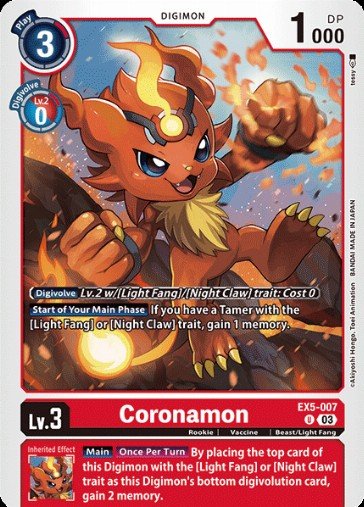 DIGIMON
Play
3
1000
DP
Digivolve
Lv.2
0
tessy
©Akiyoshi Hongo, Toei Animation BANDAI MADE IN JAPAN
Digivolve Lv.2 w/[Light Fang]/[Night Claw] trait: Cost 0
Start of Your Main Phase If you have a Tamer with the
[Light Fang] or [Night Claw] trait, gain 1 memory.
EX5-007
Lv.3
Coronamon
U 03
Rookie | Vaccine | Beast/Light Fang
Inherited Effect
Main Once Per Turn By placing the top card of
this Digimon with the [Light Fang] or [Night Claw]
trait as this Digimon's bottom digivolution card,
gain 2 memory.